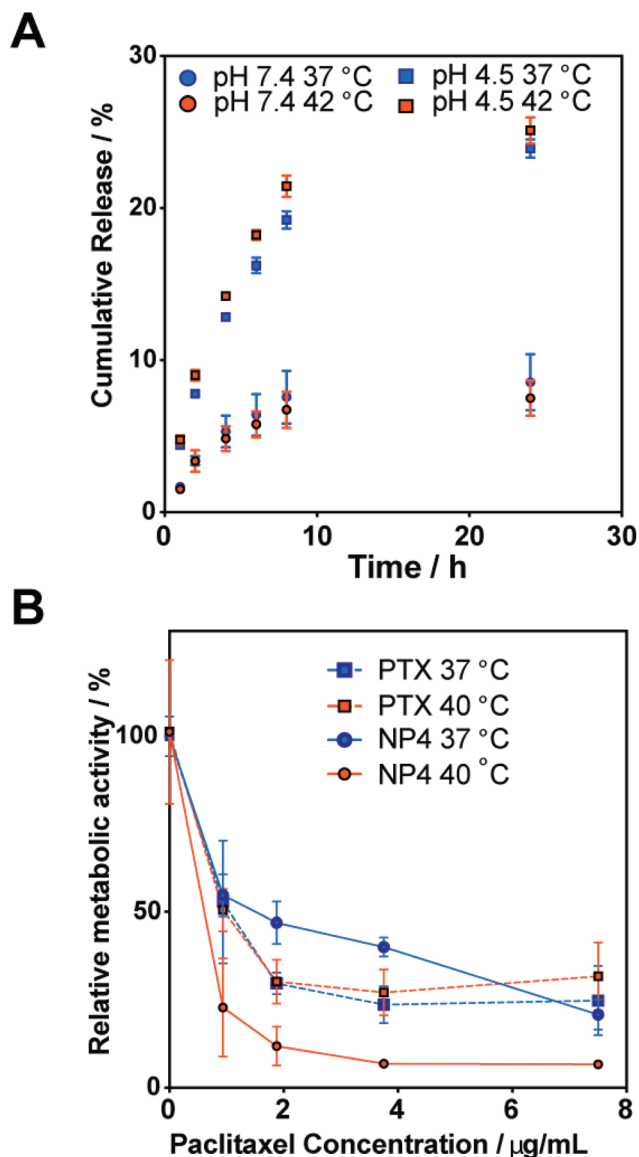 A
30
pH 7.4 37 °C
pH 4.5 37 °C
pH 7.4 42 °C
pH 4.5 42 °C
20
10
0
Cumulative Release / %
0
10
20
30
Time / h
B
PTX 37 °C
PTX 40 °C
NP4 37 °C
NP4 40 °C
100
50
0
Relative metabolic activity / %
0
2
4
6
8
Paclitaxel Concentration / μg/mL